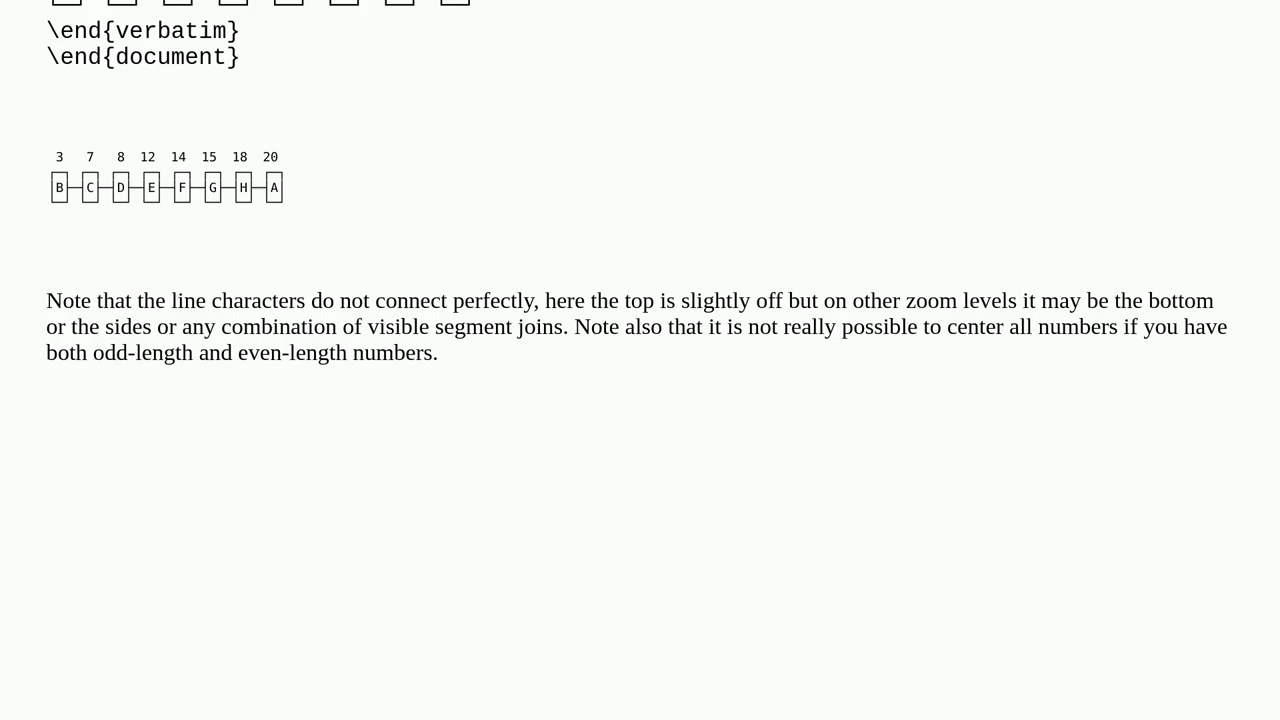 \end{verbatim}
\end{document}
3 7 8 12 14 15 18 20
B C D E F G H A
Note that the line characters do not connect perfectly, here the top is slightly off but on other zoom levels it may be the bottom
or the sides or any combination of visible segment joins. Note also that it is not really possible to center all numbers if you have
both odd-length and even-length numbers.